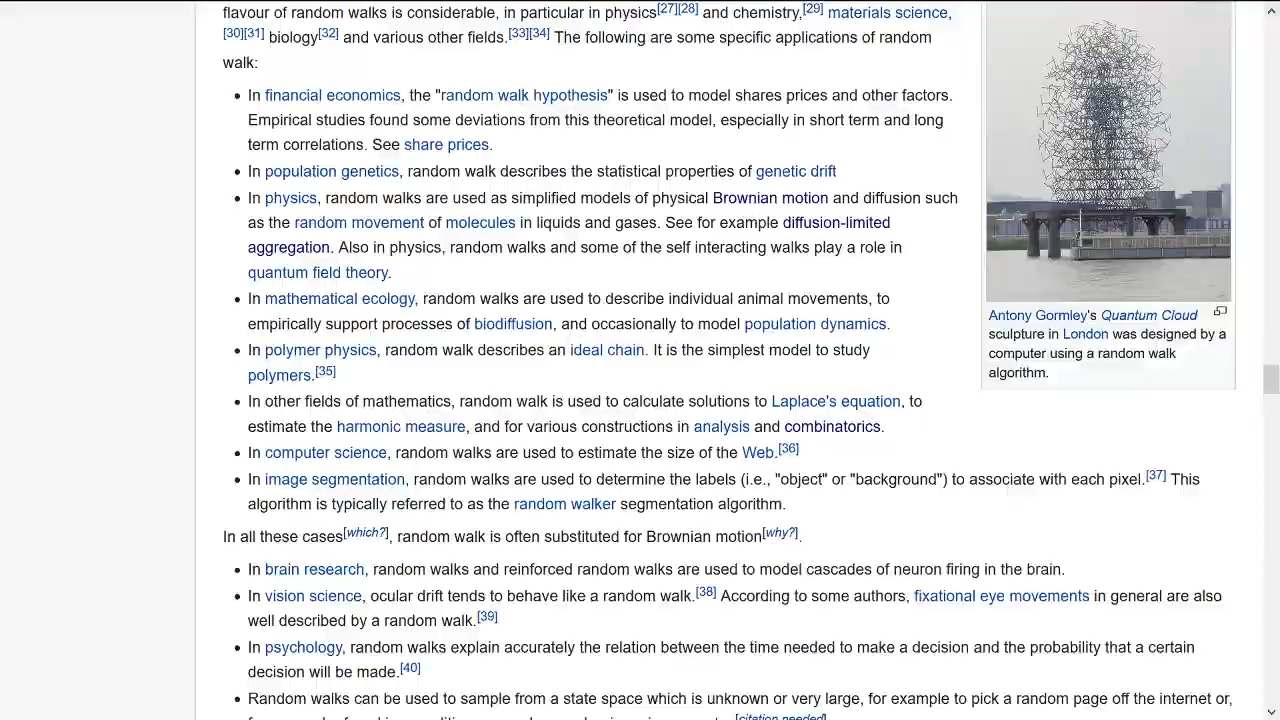 flavour of random walks is considerable, in particular in physics[27][28] and chemistry,[29] materials science,
[30][31] biology[32] and various other fields.[33][34] The following are some specific applications of random
walk:
• In financial economics, the "random walk hypothesis" is used to model shares prices and other factors.
Empirical studies found some deviations from this theoretical model, especially in short term and long
term correlations. See share prices.
• In population genetics, random walk describes the statistical properties of genetic drift
• In physics, random walks are used as simplified models of physical Brownian motion and diffusion such
as the random movement of molecules in liquids and gases. See for example diffusion-limited
aggregation. Also in physics, random walks and some of the self interacting walks play a role in
quantum field theory.
• In mathematical ecology, random walks are used to describe individual animal movements, to
empirically support processes of biodiffusion, and occasionally to model population dynamics.
• In polymer physics, random walk describes an ideal chain. It is the simplest model to study
polymers.[35]
• In other fields of mathematics, random walk is used to calculate solutions to Laplace's equation, to
estimate the harmonic measure, and for various constructions in analysis and combinatorics.
• In computer science, random walks are used to estimate the size of the Web.[36]
• In image segmentation, random walks are used to determine the labels (i.e., "object" or "background") to associate with each pixel.[37] This
algorithm is typically referred to as the random walker segmentation algorithm.
In all these cases[which?], random walk is often substituted for Brownian motion[why?].
• In brain research, random walks and reinforced random walks are used to model cascades of neuron firing in the brain.
• In vision science, ocular drift tends to behave like a random walk.[38] According to some authors, fixational eye movements in general are also
well described by a random walk.[39]
• In psychology, random walks explain accurately the relation between the time needed to make a decision and the probability that a certain
decision will be made.[40]
• Random walks can be used to sample from a state space which is unknown or very large, for example to pick a random page off the internet or,
[citation needed]
Antony Gormley's Quantum Cloud
sculpture in London was designed by a
computer using a random walk
algorithm.